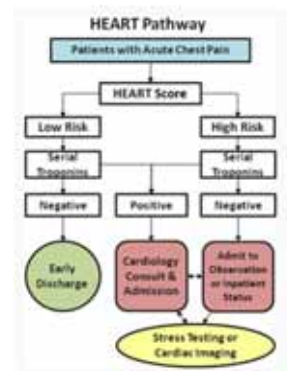 HEART Pathway
Patients with Acute Chest Pain
HEART Score
Low Risk
High Risk
Serial
Troponins
Serial
Troponins
Negative
Positive
Negative
Early
Discharge
Cardiology
Consult &
Admission
Admit to
Observation
or Inpatient
Status
Stress Testing or
Cardiac Imaging